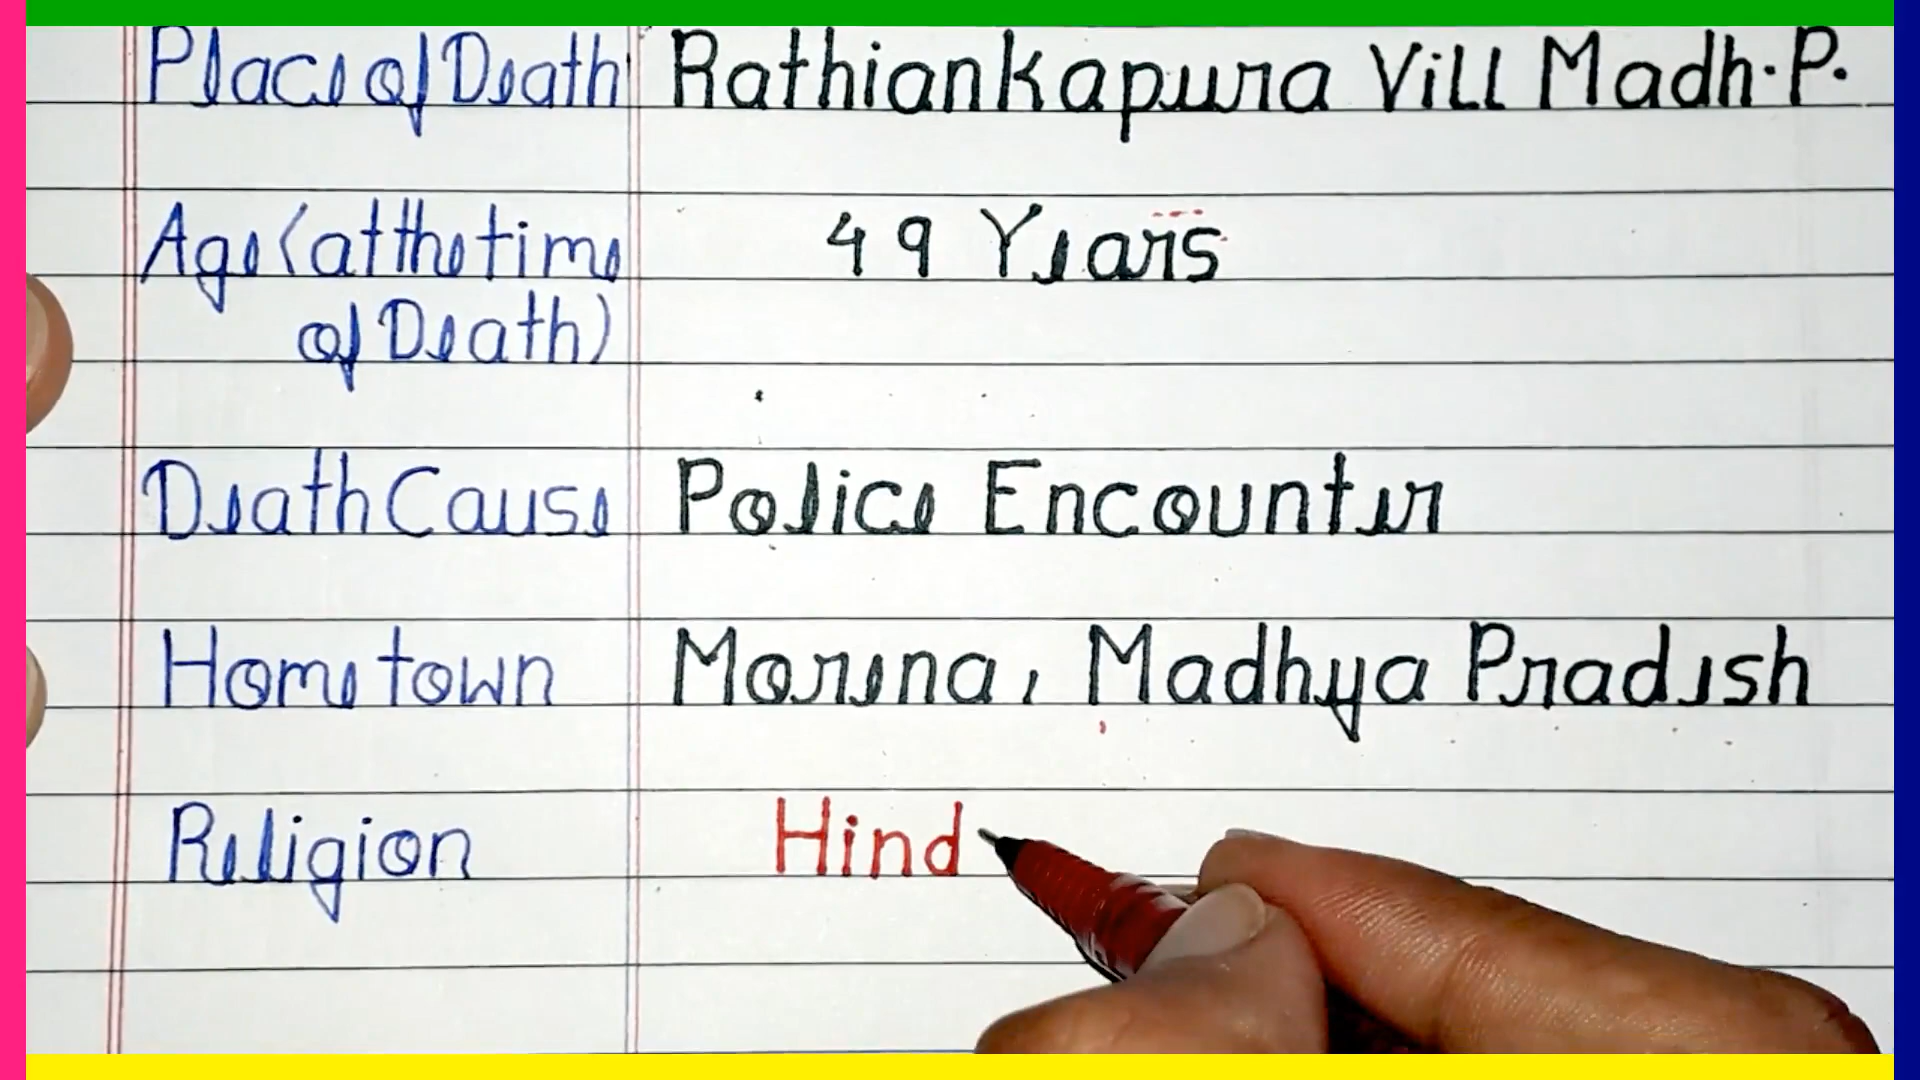 Place of Death Rathiankapura Vill Madh. P.
Age (at the time 49 Years
of Death)
Death Cause Police Encounter
Hometown Morena, Madhya Pradesh
Religion Hind